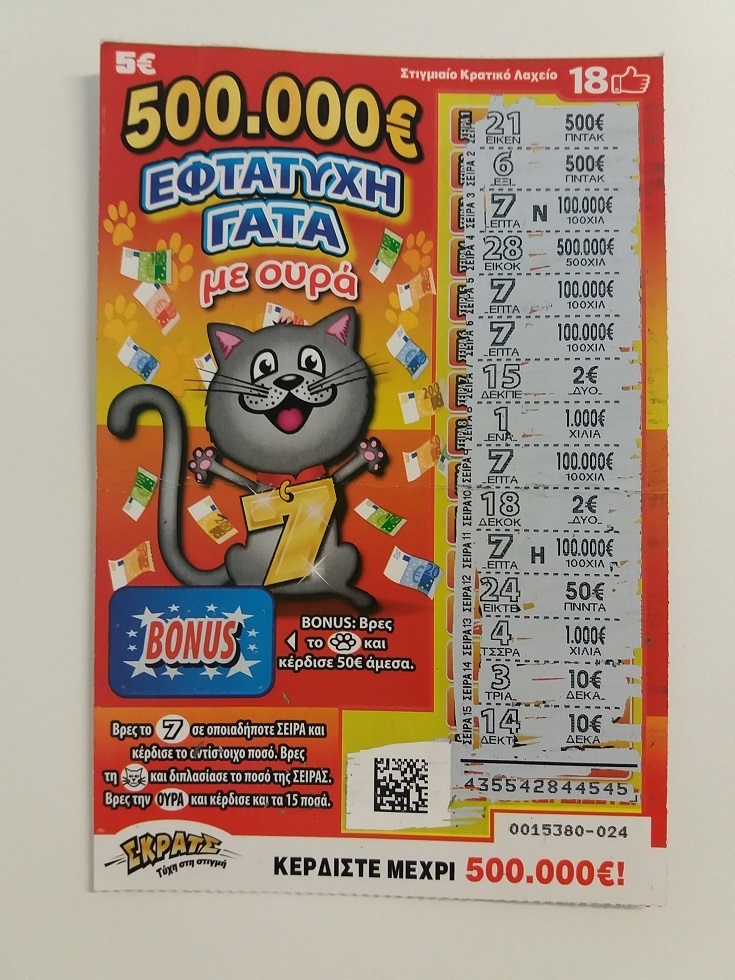 5€
Στιγμιαίο Κρατικό Λαχείο 18
500.000€
ΕΦΤΑΤΥΧΗ
ΓΑΤΑ
με ουρά
ΣΕΙΡΑ 1 21 500€
ΕΙΚΕΝ ΠΝΤΑΚ
ΣΕΙΡΑ 2 6 500€
ΕΞΙ ΠΝΤΑΚ
ΣΕΙΡΑ 3 7 N 100.000€
ΕΠΤΑ 100ΧΙΛ
ΣΕΙΡΑ 4 28 500.000€
ΕΙΚΟΚ 500ΧΙΛ
ΣΕΙΡΑ 5 7 100.000€
ΕΠΤΑ 100ΧΙΛ
ΣΕΙΡΑ 6 7 100.000€
ΕΠΤΑ 100ΧΙΛ
ΣΕΙΡΑ 7 15 2€
ΔΕΚΠΕ ΔΥΟ
ΣΕΙΡΑ 8 1 1.000€
ΕΝΑ ΧΙΛΙΑ
7 100.000€
ΕΠΤΑ 100ΧΙΛ
ΣΕΙΡΑ 10 18 2€
ΔΕΚΟΚ ΔΥΟ
ΣΕΙΡΑ 11 7 H 100.000€
ΕΠΤΑ 100ΧΙΛ
ΣΕΙΡΑ 12 24 50€
ΕΙΚΤΕ ΠΝΝΤΑ
ΣΕΙΡΑ 13 4 1.000€
ΤΣΣΡΑ ΧΙΛΙΑ
ΣΕΙΡΑ 14 3 10€
ΤΡΙΑ ΔΕΚΑ
ΣΕΙΡΑ 15 14 10€
ΔΕΚΤ ΔΕΚΑ
7
BONUS
BONUS: Βρες
το και
κέρδισε 50€ άμεσα.
Βρες το 7 σε οποιαδήποτε ΣΕΙΡΑ και
κέρδισε το αντίστοιχο ποσό. Βρες
τη και διπλασίασε το ποσό της ΣΕΙΡΑΣ.
Βρες την ΟΥΡΑ και κέρδισε και τα 15 ποσά.
435542844545
0015380-024
ΣΚΡΑΤΣ
Τύχη στη στιγμή
ΚΕΡΔΙΣΤΕ ΜΕΧΡΙ 500.000€!